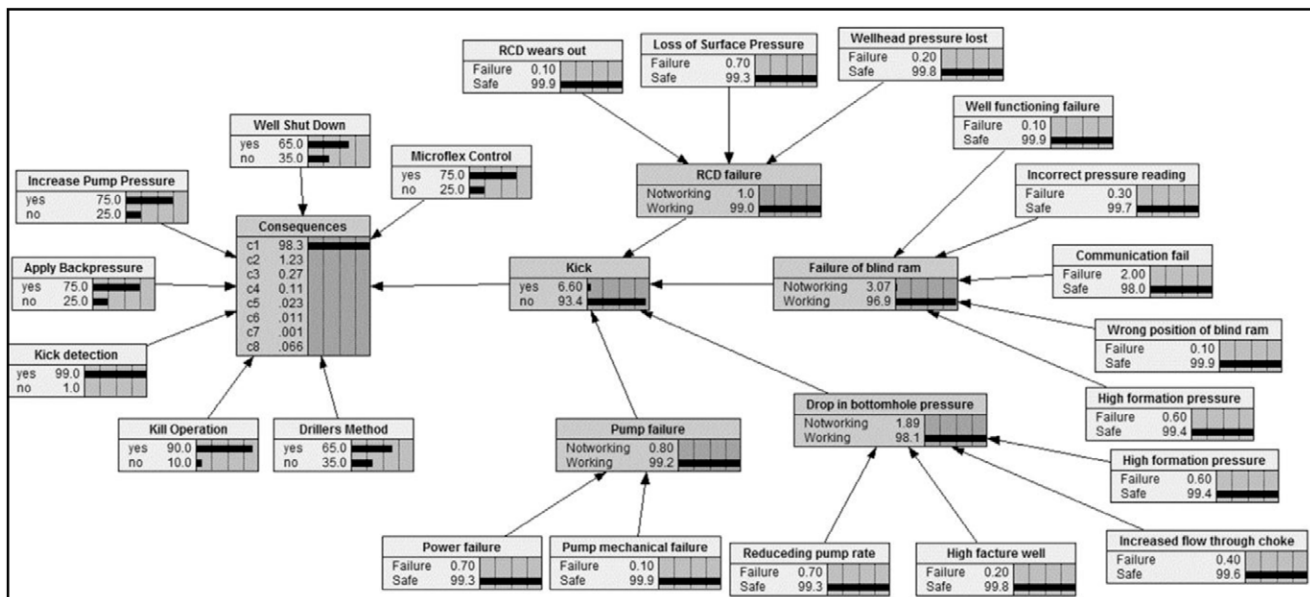 RCD wears out
Failure 0.10
Safe 99.9
Loss of Surface Pressure
Failure 0.70
Safe 99.3
Wellhead pressure lost
Failure 0.20
Safe 99.8
Well functioning failure
Failure 0.10
Safe 99.9
Well Shut Down
yes 65.0
no 35.0
Microflex Control
yes 75.0
no 25.0
RCD failure
Notworking 1.0
Working 99.0
Incorrect pressure reading
Failure 0.30
Safe 99.7
Increase Pump Pressure
yes 75.0
no 25.0
Consequences
c1 98.3
c2 1.23
c3 0.27
c4 0.11
c5 .023
c6 .011
c7 .001
c8 .066
Communication fail
Failure 2.00
Safe 98.0
Apply Backpressure
yes 75.0
no 25.0
Kick
yes 6.60
no 93.4
Failure of blind ram
Notworking 3.07
Working 96.9
Wrong position of blind ram
Failure 0.10
Safe 99.9
Kick detection
yes 99.0
no 1.0
High formation pressure
Failure 0.60
Safe 99.4
Kill Operation
yes 90.0
no 10.0
Drillers Method
yes 65.0
no 35.0
Pump failure
Notworking 0.80
Working 99.2
Drop in bottomhole pressure
Notworking 1.89
Working 98.1
High formation pressure
Failure 0.60
Safe 99.4
Power failure
Failure 0.70
Safe 99.3
Pump mechanical failure
Failure 0.10
Safe 99.9
Reduceding pump rate
Failure 0.70
Safe 99.3
High facture well
Failure 0.20
Safe 99.8
Increased flow through choke
Failure 0.40
Safe 99.6